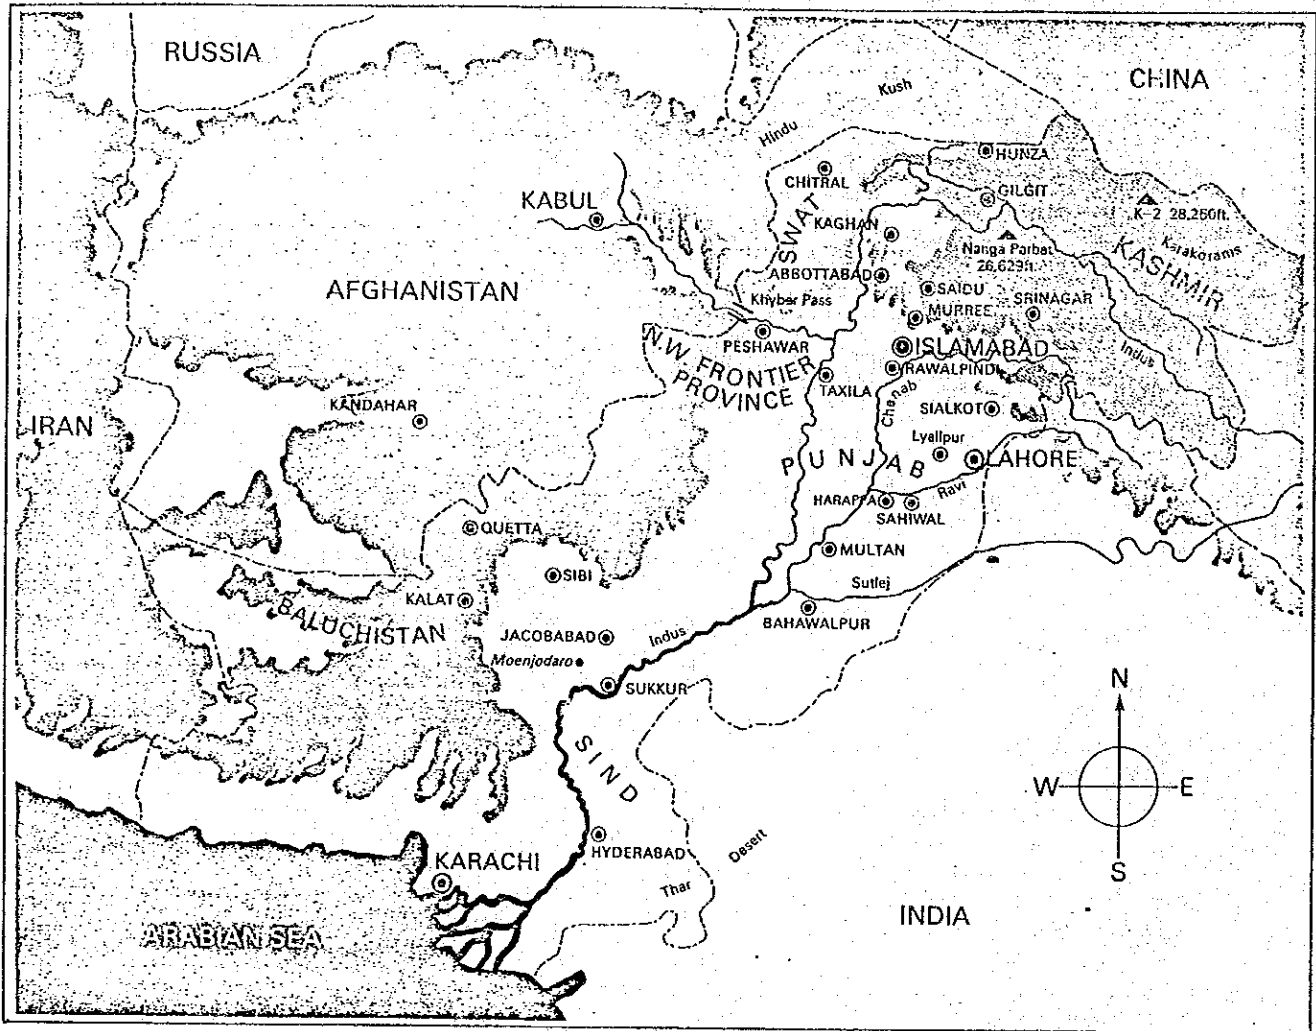 RUSSIA
CHINA
Hindu
Kush
HUNZA
CHITRAL
GILGIT
KABUL
SWAT
KAGHAN
K-2 28,250ft.
Nanga Parbat
26,629ft.
Karakorams
KASHMIR
ABBOTTABAD
SAIDU
SRINAGAR
AFGHANISTAN
Khyber Pass
MURREE
PESHAWAR
ISLAMABAD
Indus
N.W. FRONTIER
PROVINCE
TAXILA
RAWALPINDI
Chanab
KANDAHAR
SIALKOT
IRAN
Lyallpur
PUNJAB
LAHORE
HARAPPA
Ravi
SAHIWAL
QUETTA
MULTAN
SIBI
Sutlej
KALAT
BALUCHISTAN
BAHAWALPUR
JACOBABAD
Indus
Moenjodaro
SUKKUR
N
SIND
W
E
HYDERABAD
Thar
Desert
KARACHI
S
INDIA
ARABIAN SEA